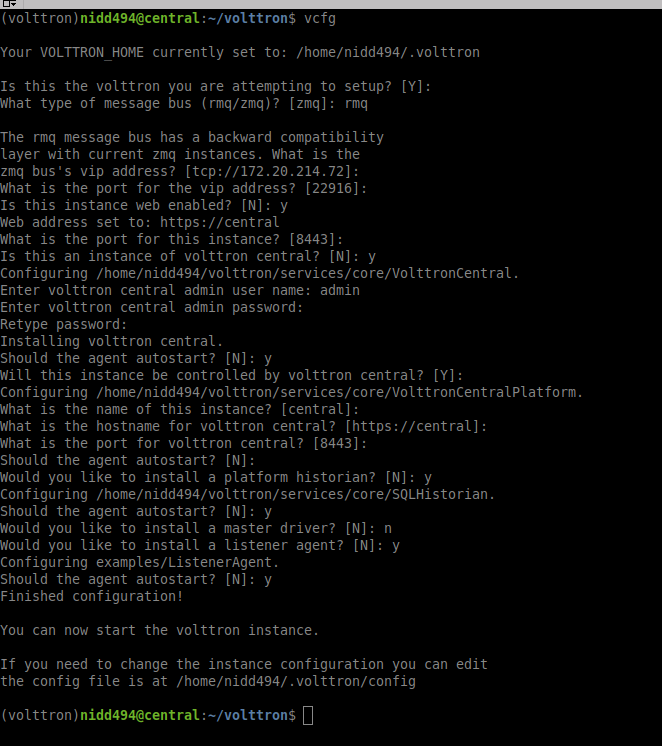 (volttron)nidd494@central:~/volttron$ vcfg
Your VOLTTRON_HOME currently set to: /home/nidd494/.volttron
Is this the volttron you are attempting to setup? [Y]:
What type of message bus (rmq/zmq)? [zmq]: rmq
The rmq message bus has a backward compatibility
layer with current zmq instances. What is the
zmq bus's vip address? [tcp://172.20.214.72]:
What is the port for the vip address? [22916]:
Is this instance web enabled? [N]: y
Web address set to: https://central
What is the port for this instance? [8443]:
Is this an instance of volttron central? [N]: y
Configuring /home/nidd494/volttron/services/core/VolttronCentral.
Enter volttron central admin user name: admin
Enter volttron central admin password:
Retype password:
Installing volttron central.
Should the agent autostart? [N]: y
Will this instance be controlled by volttron central? [Y]:
Configuring /home/nidd494/volttron/services/core/VolttronCentralPlatform.
What is the name of this instance? [central]:
What is the hostname for volttron central? [https://central]:
What is the port for volttron central? [8443]:
Should the agent autostart? [N]:
Would you like to install a platform historian? [N]: y
Configuring /home/nidd494/volttron/services/core/SQLHistorian.
Should the agent autostart? [N]: y
Would you like to install a master driver? [N]: n
Would you like to install a listener agent? [N]: y
Configuring examples/ListenerAgent.
Should the agent autostart? [N]: y
Finished configuration!
You can now start the volttron instance.
If you need to change the instance configuration you can edit
the config file is at /home/nidd494/.volttron/config
(volttron)nidd494@central:~/volttron$